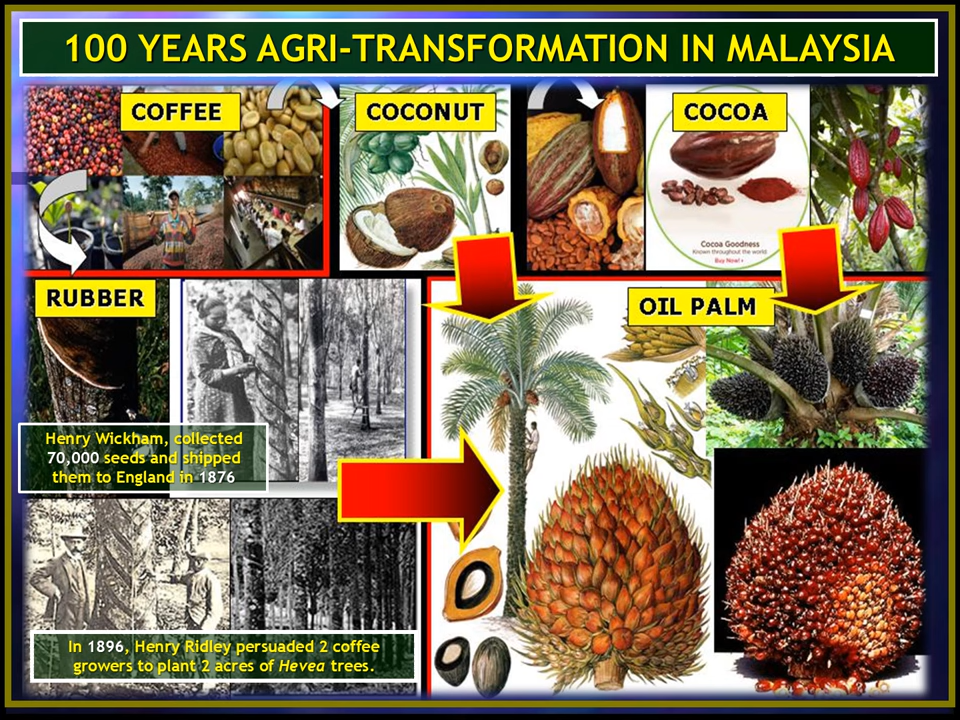 100 YEARS AGRI-TRANSFORMATION IN MALAYSIA
COFFEE
COCONUT
COCOA
Cocoa Goodness
Known throughout the world
Buy Now! ›
RUBBER
OIL PALM
Henry Wickham, collected
70,000 seeds and shipped
them to England in 1876
In 1896, Henry Ridley persuaded 2 coffee
growers to plant 2 acres of Hevea trees.